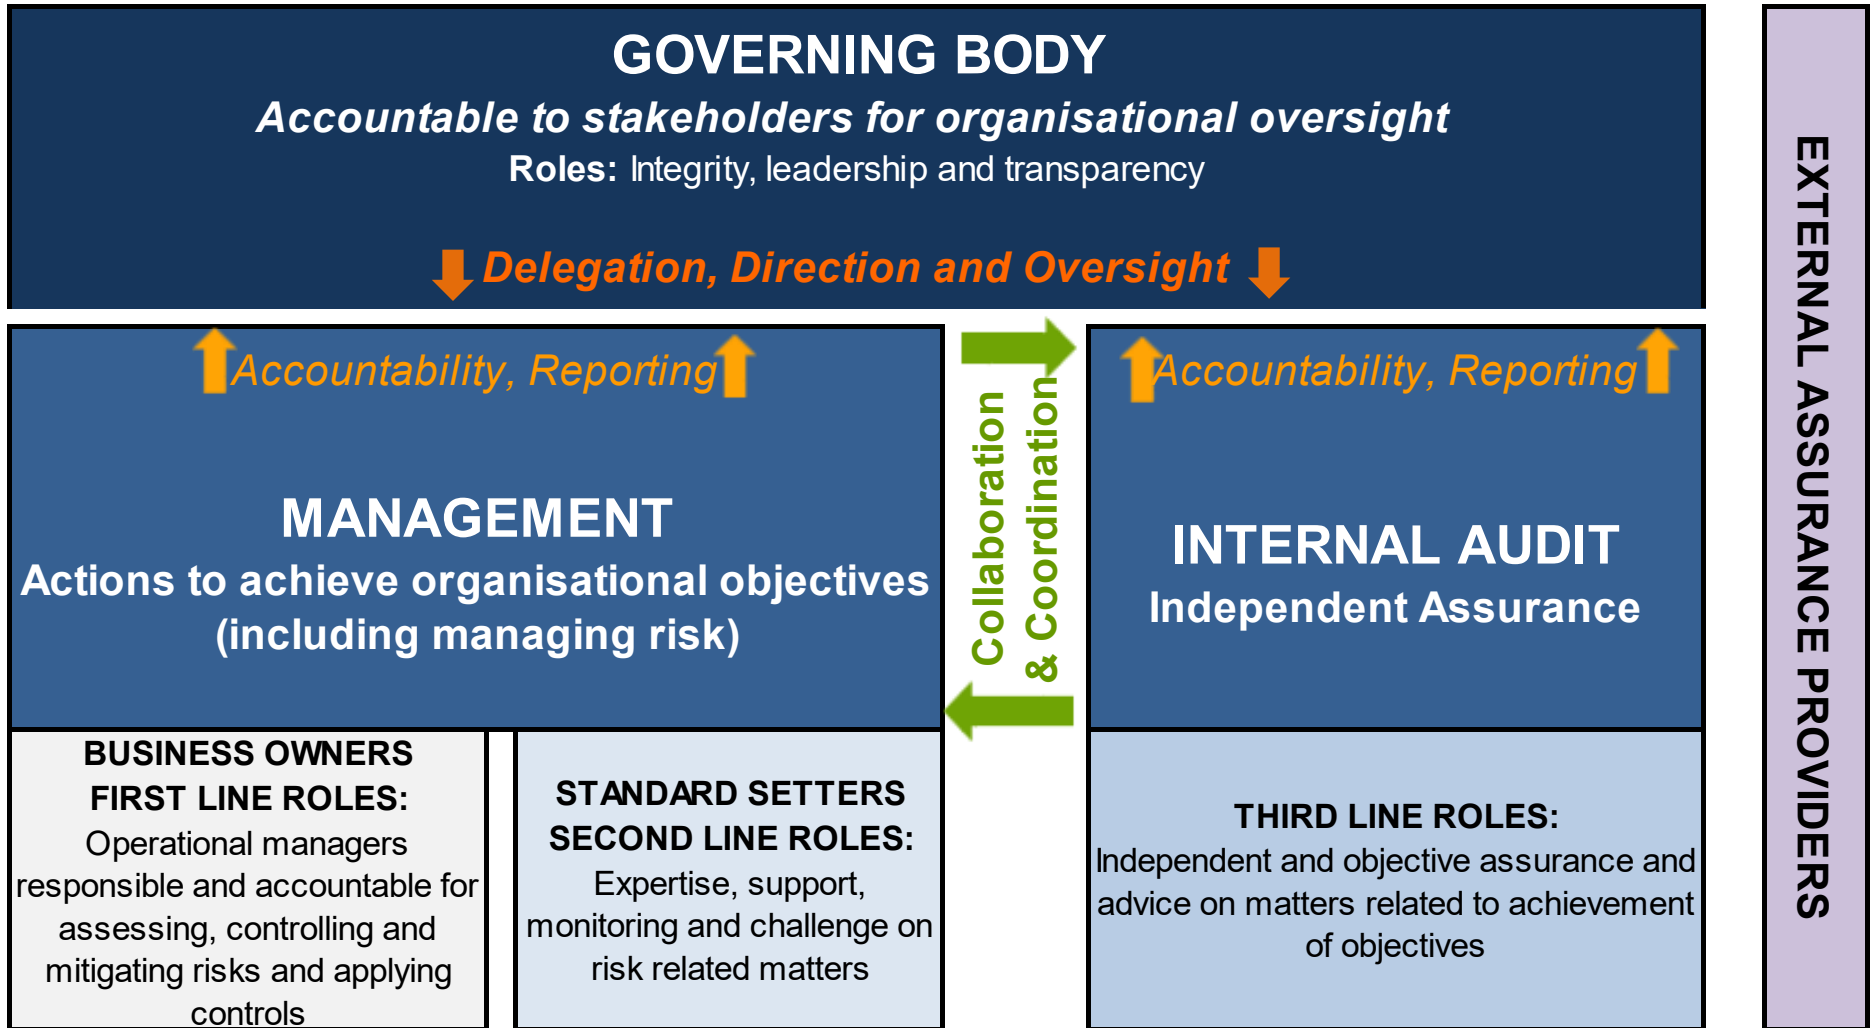 GOVERNING BODY
Accountable to stakeholders for organisational oversight
Roles: Integrity, leadership and transparency
Delegation, Direction and Oversight
Accountability, Reporting
MANAGEMENT
Actions to achieve organisational objectives
(including managing risk)
Collaboration
& Coordination
Accountability, Reporting
INTERNAL AUDIT
Independent Assurance
BUSINESS OWNERS
FIRST LINE ROLES:
Operational managers
responsible and accountable for
assessing, controlling and
mitigating risks and applying
controls
STANDARD SETTERS
SECOND LINE ROLES:
Expertise, support,
monitoring and challenge on
risk related matters
THIRD LINE ROLES:
Independent and objective assurance and
advice on matters related to achievement
of objectives
EXTERNAL ASSURANCE PROVIDERS